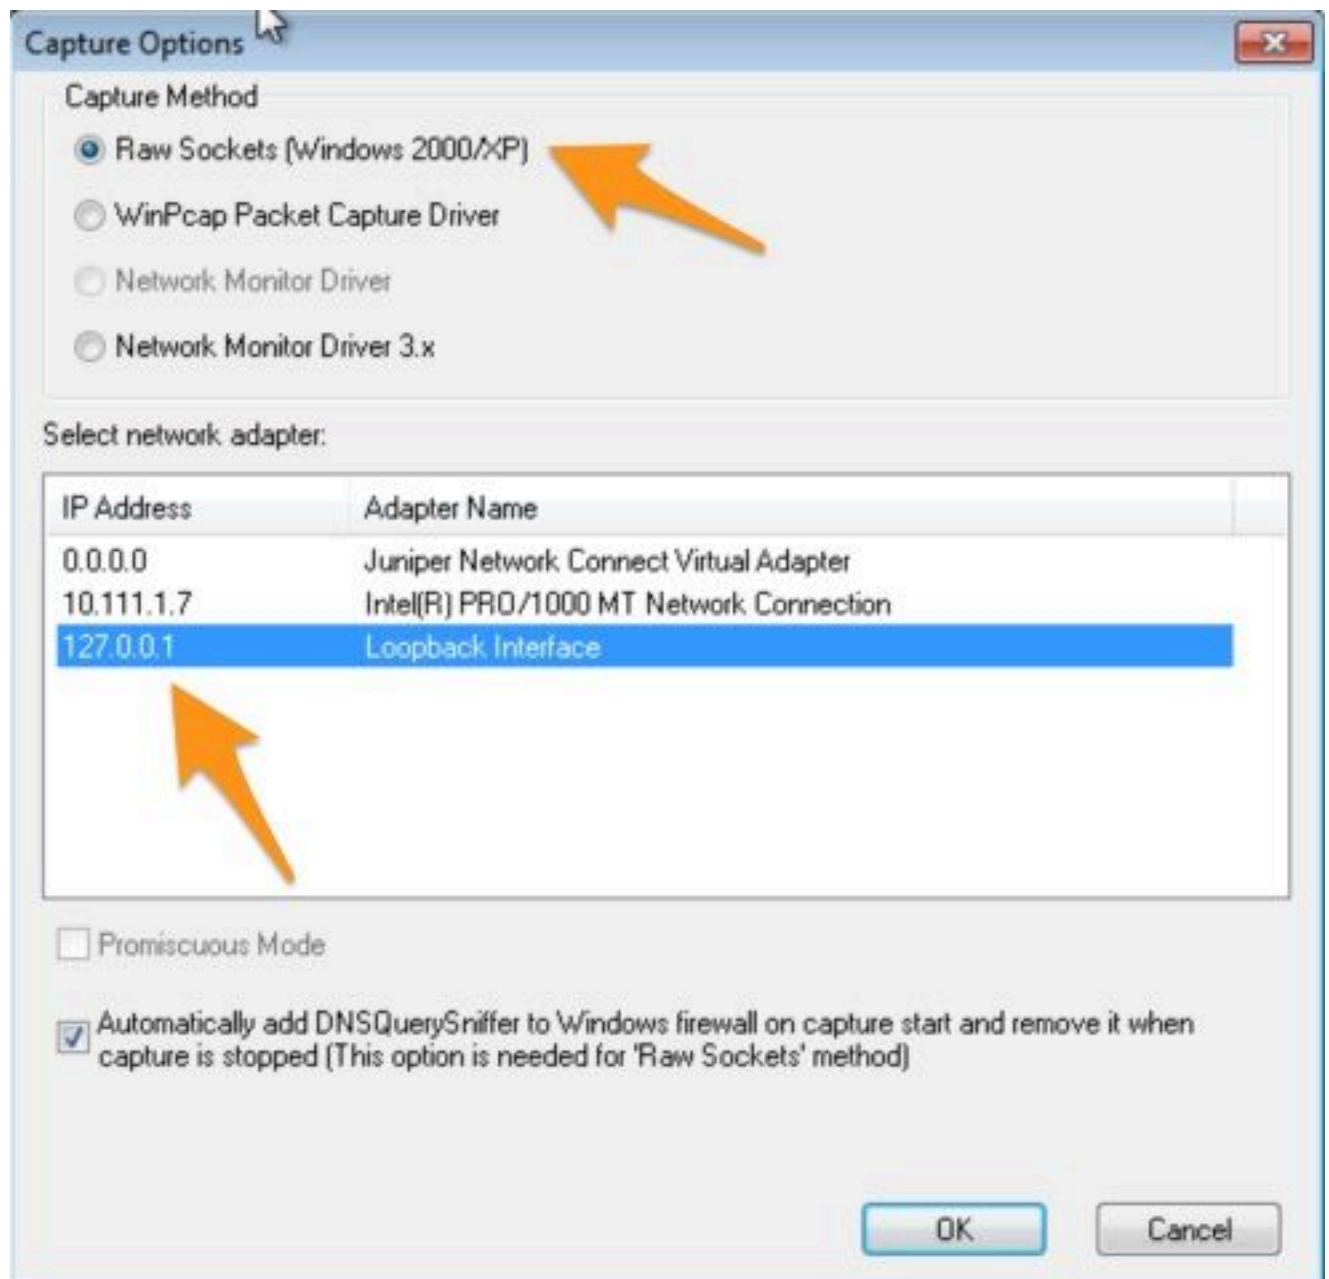 Capture Options
Capture Method
Raw Sockets (Windows 2000/XP)
WinPcap Packet Capture Driver
Network Monitor Driver
Network Monitor Driver 3.x
Select network adapter:
IP Address Adapter Name
0.0.0.0 Juniper Network Connect Virtual Adapter
10.111.1.7 Intel(R) PRO/1000 MT Network Connection
127.0.0.1 Loopback Interface
Promiscuous Mode
Automatically add DNSQuerySniffer to Windows firewall on capture start and remove it when
capture is stopped (This option is needed for 'Raw Sockets' method)
OK Cancel